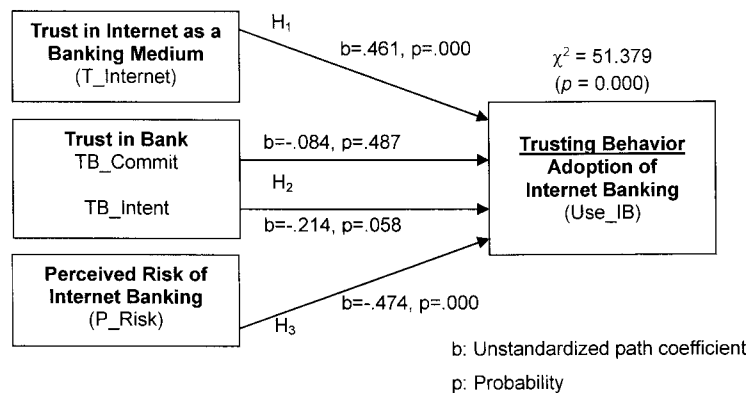 Trust in Internet as a
Banking Medium
(T_Internet)
H1
b=.461, p=.000
χ² = 51.379
(p = 0.000)
Trust in Bank
TB_Commit
TB_Intent
b=-.084, p=.487
H2
b=-.214, p=.058
Trusting Behavior
Adoption of
Internet Banking
(Use_IB)
Perceived Risk of
Internet Banking
(P_Risk)
b=-.474, p=.000
H3
b: Unstandardized path coefficient
p: Probability